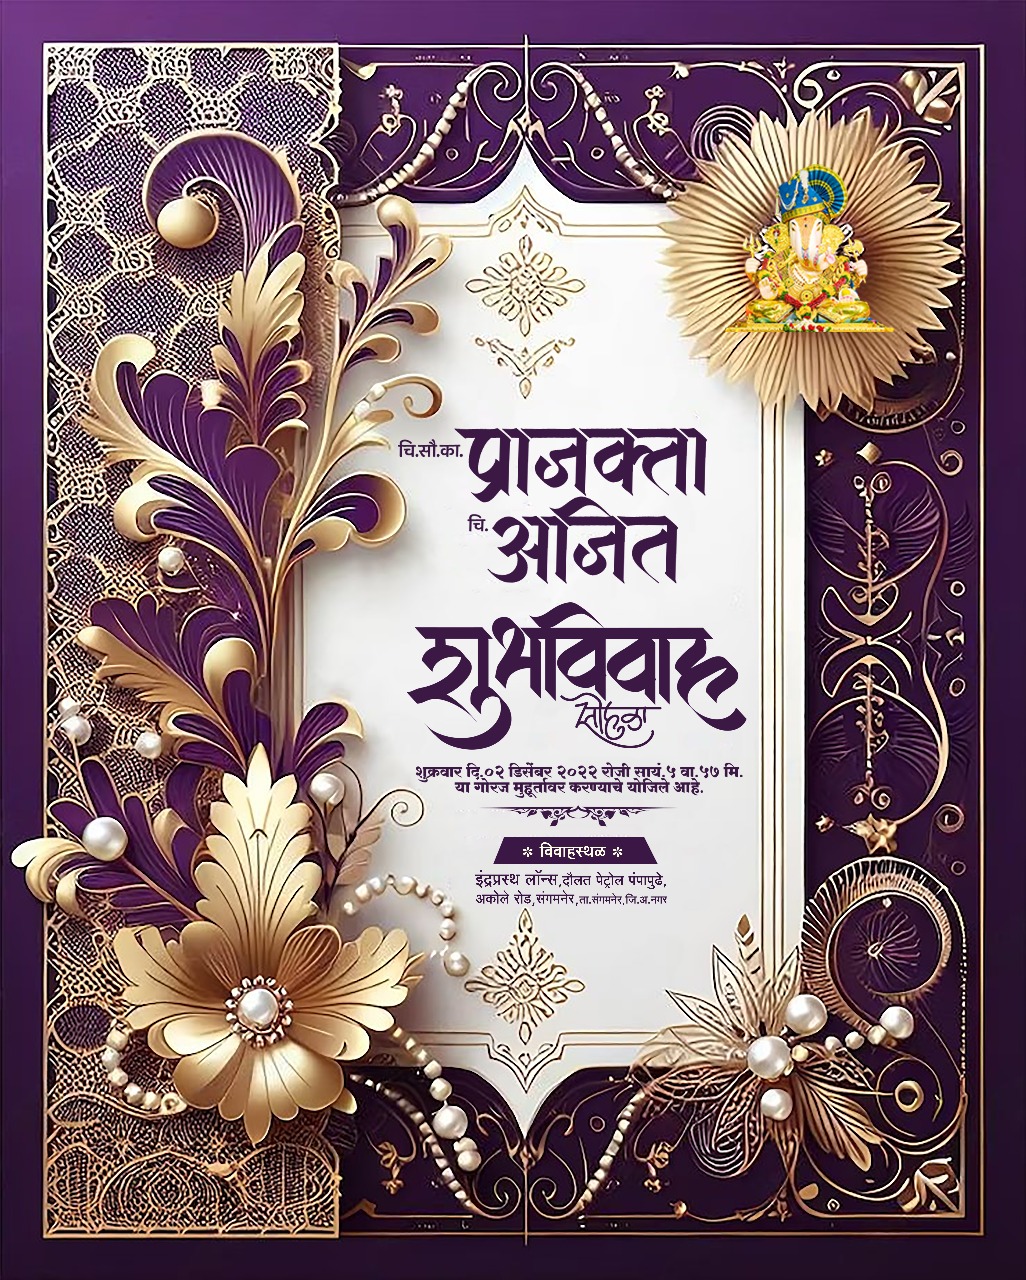 चि.सौ.का. प्राजक्ता
चि. अजित
शुभविवाह
सोहळा
शुक्रवार दि.०२ डिसेंबर २०२२ रोजी सायं.५ वा.५७ मि.
या गोरज मुहूर्तावर करण्याचे योजिले आहे.
❇ विवाहस्थळ ❇
इंद्रप्रस्थ लॉन्स,दौलत पेट्रोल पंपापुढे,
अकोले रोड,संगमनेर,ता.संगमनेर,जि.अ.नगर